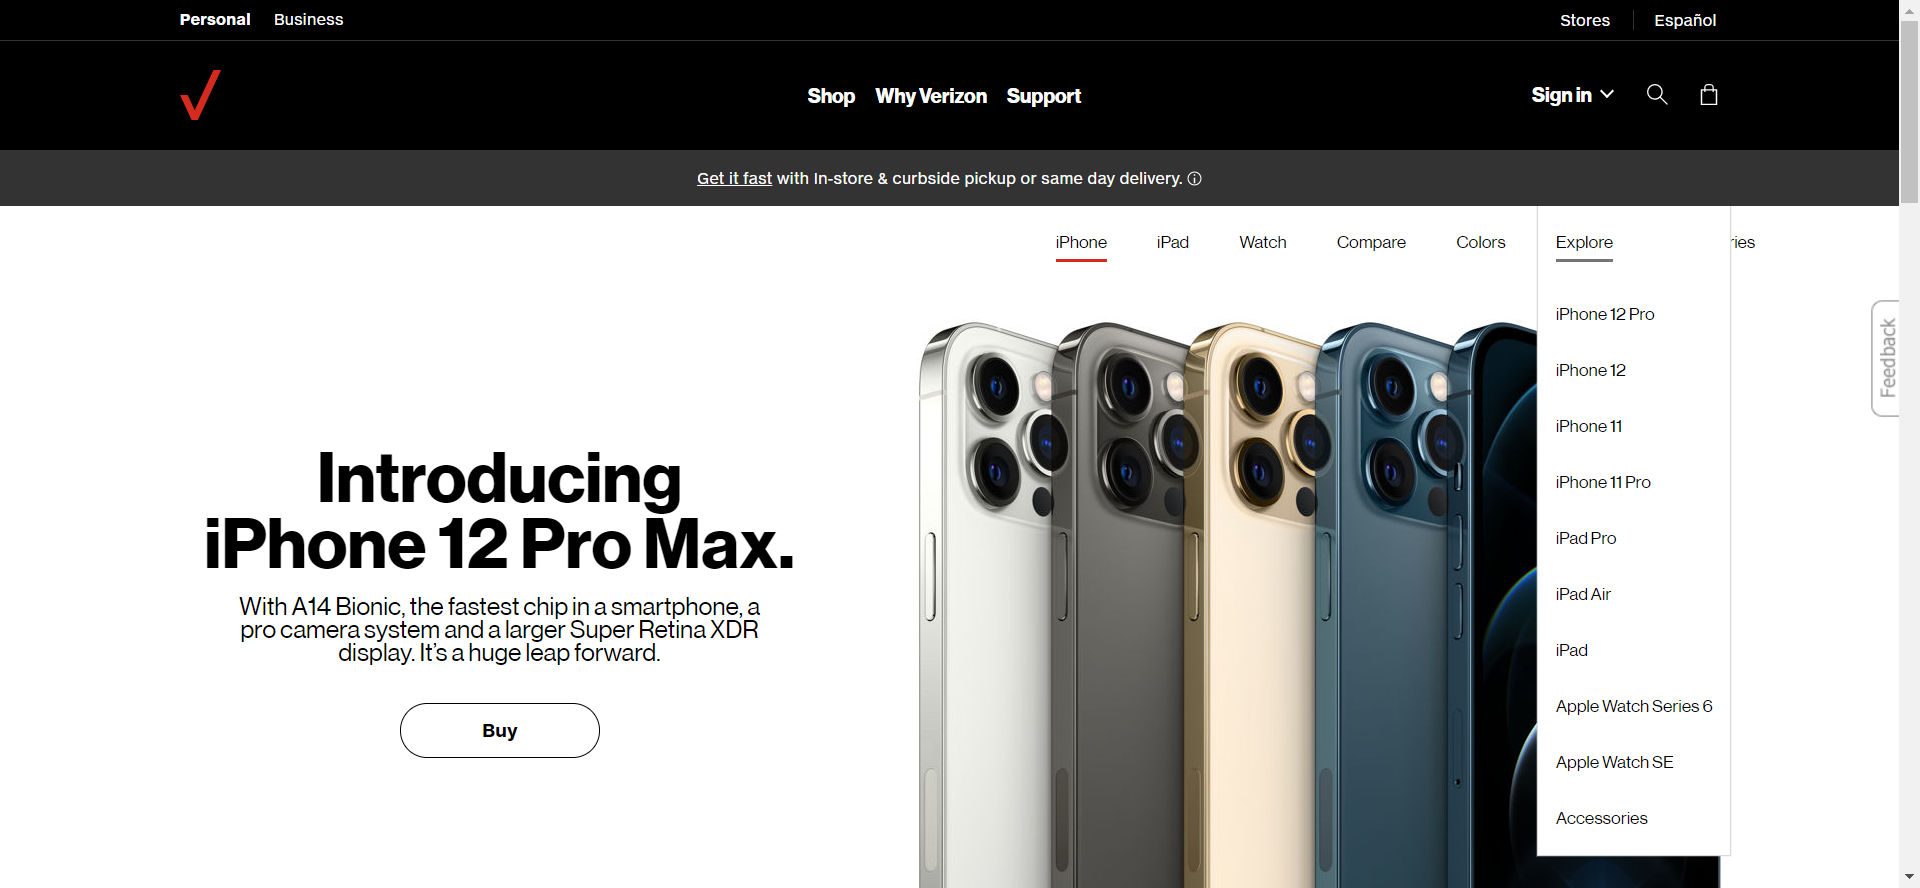 Personal Business
Stores Español
Shop Why Verizon Support
Sign in
Get it fast with In-store & curbside pickup or same day delivery.
iPhone iPad Watch Compare Colors Explore ries
iPhone 12 Pro
iPhone 12
iPhone 11
iPhone 11 Pro
iPad Pro
iPad Air
iPad
Apple Watch Series 6
Apple Watch SE
Accessories
Feedback
Introducing
iPhone 12 Pro Max.
With A14 Bionic, the fastest chip in a smartphone, a
pro camera system and a larger Super Retina XDR
display. It's a huge leap forward.
Buy